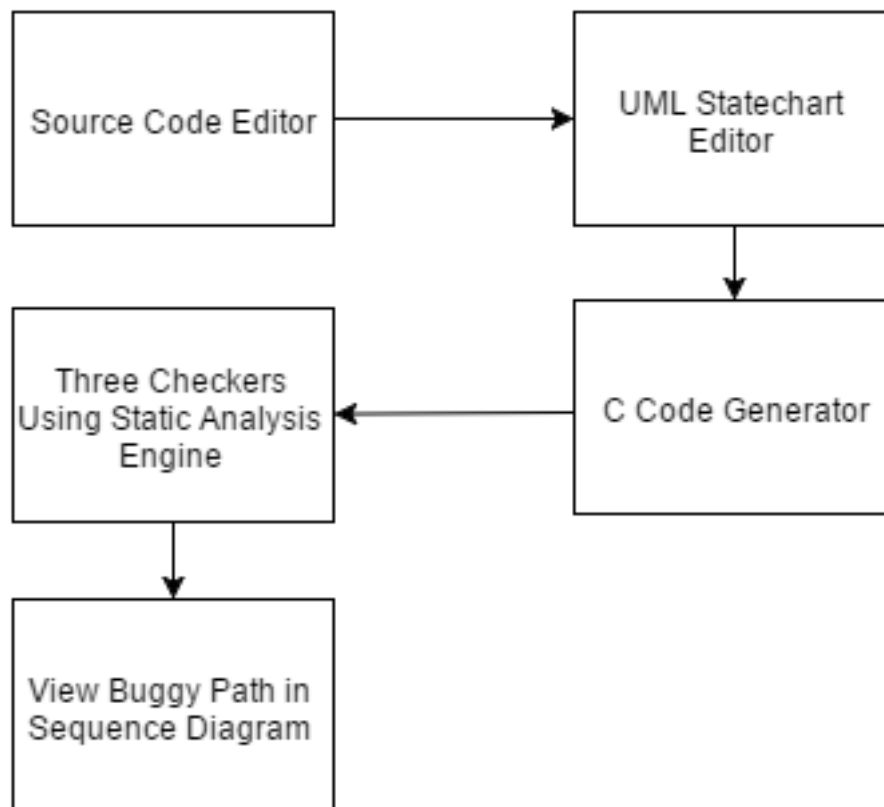 Source Code Editor
UML Statechart
Editor
Three Checkers
Using Static Analysis
Engine
C Code Generator
View Buggy Path in
Sequence Diagram